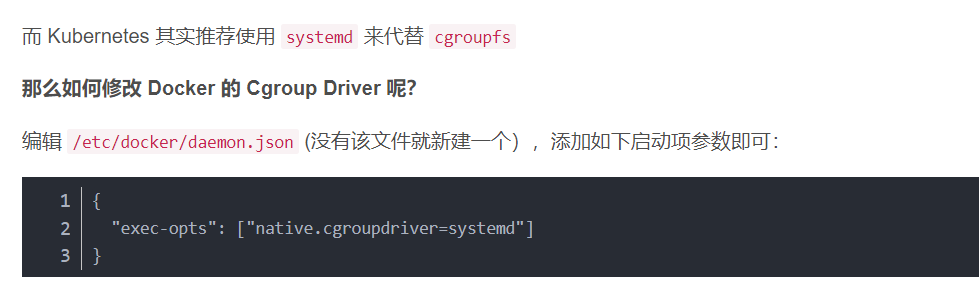 而 Kubernetes 其实推荐使用 systemd 来代替 cgroupfs
那么如何修改 Docker 的 Cgroup Driver 呢？
编辑 /etc/docker/daemon.json (没有该文件就新建一个），添加如下启动项参数即可：
1 {
2   "exec-opts": ["native.cgroupdriver=systemd"]
3 }